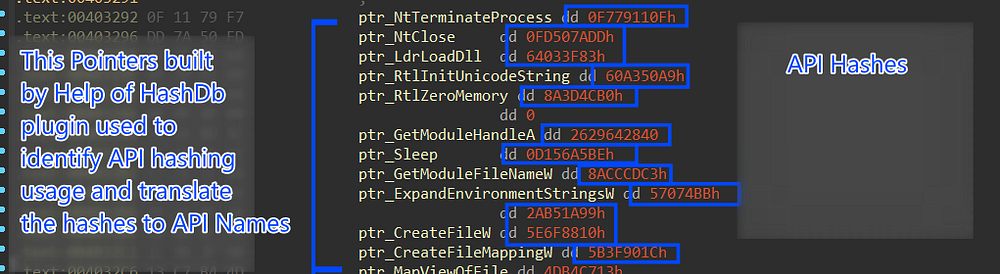 .text:00403291
.text:00403292 0F 11 79 F7
.text:00403296 DD 7A 50 FD
This Pointers built
by Help of HashDb
plugin used to
identify API hashing
usage and translate
the hashes to API Names
ptr_NtTerminateProcess dd 0F779110Fh
ptr_NtClose dd 0FD507ADDh
ptr_LdrLoadDll dd 64033F83h
ptr_RtlInitUnicodeString dd 60A350A9h
ptr_RtlZeroMemory dd 8A3D4CB0h
dd 0
ptr_GetModuleHandleA dd 2629642840
ptr_Sleep dd 0D156A5BEh
ptr_GetModuleFileNameW dd 8ACCCDC3h
ptr_ExpandEnvironmentStringsW dd 57074BBh
dd 2AB51A99h
ptr_CreateFileW dd 5E6F8810h
ptr_CreateFileMappingW dd 5B3F901Ch
ptr_MapViewOfFile dd 4DB4C713h
API Hashes